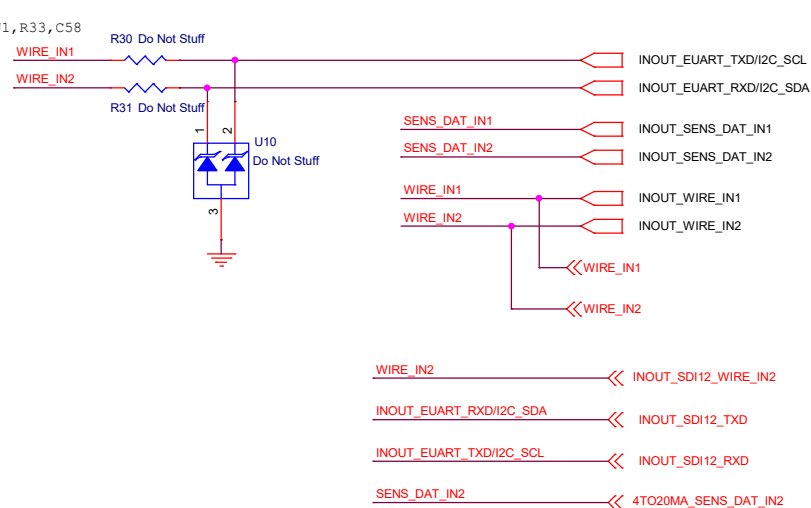 R33,C58
R30 Do Not Stuff
WIRE_IN1
INOUT_EUART_TXD/I2C_SCL
WIRE_IN2
INOUT_EUART_RXD/I2C_SDA
R31 Do Not Stuff
1
2
U10
Do Not Stuff
3
SENS_DAT_IN1
INOUT_SENS_DAT_IN1
SENS_DAT_IN2
INOUT_SENS_DAT_IN2
WIRE_IN1
INOUT_WIRE_IN1
WIRE_IN2
INOUT_WIRE_IN2
WIRE_IN1
WIRE_IN2
WIRE_IN2
INOUT_SDI12_WIRE_IN2
INOUT_EUART_RXD/I2C_SDA
INOUT_SDI12_TXD
INOUT_EUART_TXD/I2C_SCL
INOUT_SDI12_RXD
SENS_DAT_IN2
4TO20MA_SENS_DAT_IN2